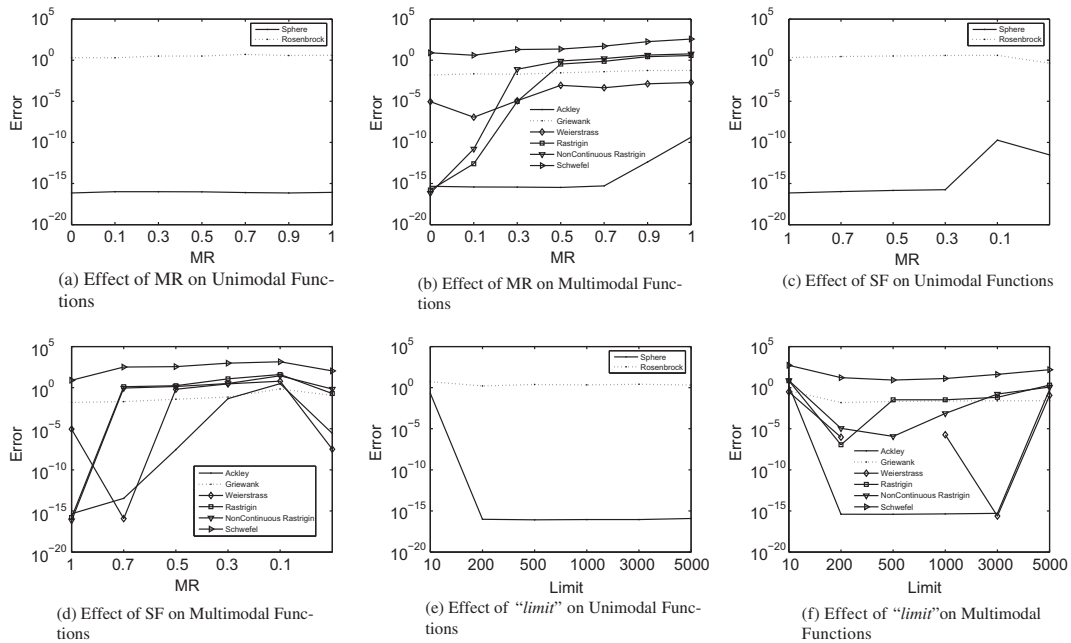 10^5
10^0
10^−5
10^−10
10^−15
10^−20
Error
Sphere
Rosenbrock
0 0.1 0.3 0.5 0.7 0.9 1
MR
(a) Effect of MR on Unimodal Func-
tions
10^5
10^0
10^−5
10^−10
10^−15
10^−20
Error
Ackley
Griewank
Weierstrass
Rastrigin
NonContinuous Rastrigin
Schwefel
0 0.1 0.3 0.5 0.7 0.9 1
MR
(b) Effect of MR on Multimodal Func-
tions
10^5
10^0
10^−5
10^−10
10^−15
10^−20
Error
Sphere
Rosenbrock
1 0.7 0.5 0.3 0.1
MR
(c) Effect of SF on Unimodal Functions
10^5
10^0
10^−5
10^−10
10^−15
10^−20
Error
Ackley
Griewank
Weierstrass
Rastrigin
NonContinuous Rastrigin
Schwefel
1 0.7 0.5 0.3 0.1
MR
(d) Effect of SF on Multimodal Func-
tions
10^5
10^0
10^−5
10^−10
10^−15
10^−20
Error
Sphere
Rosenbrock
10 200 500 1000 3000 5000
Limit
(e) Effect of “limit” on Unimodal Func-
tions
10^5
10^0
10^−5
10^−10
10^−15
10^−20
Error
Ackley
Griewank
Weierstrass
Rastrigin
NonContinuous Rastrigin
Schwefel
10 200 500 1000 3000 5000
Limit
(f) Effect of “limit”on Multimodal
Functions